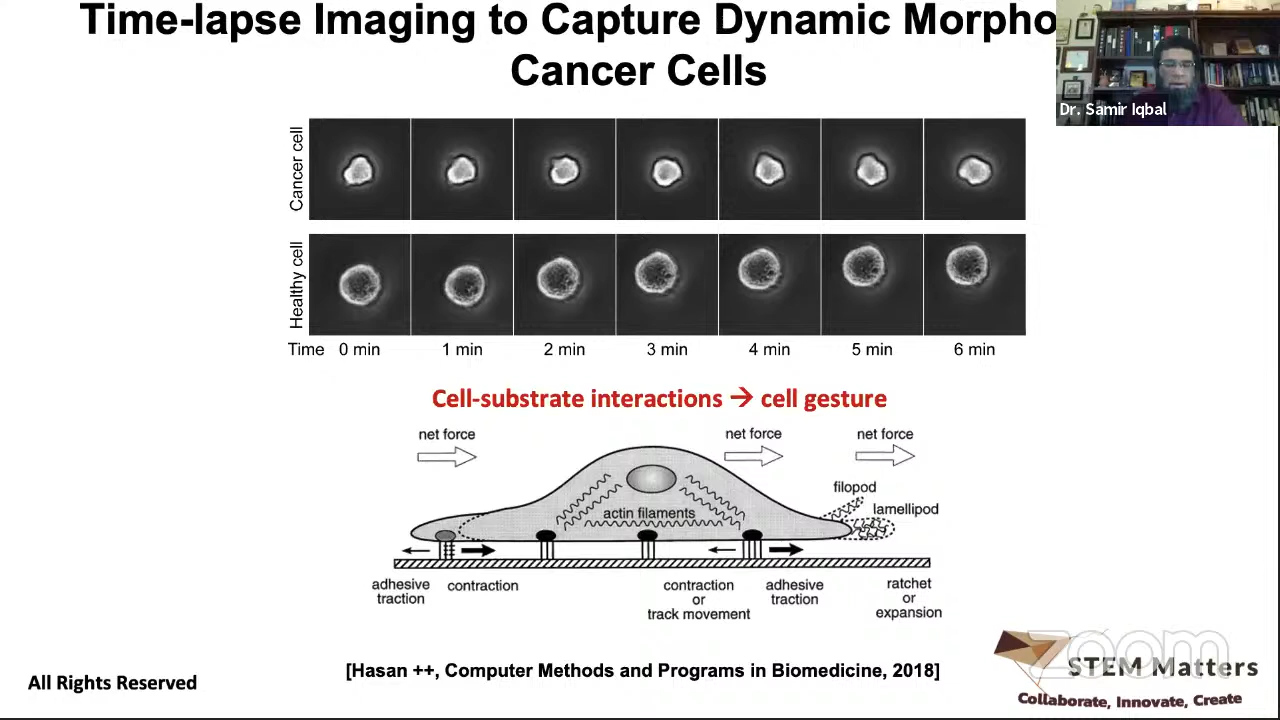 Time-lapse Imaging to Capture Dynamic Morpho
Cancer Cells
Dr. Samir Iqbal
Cancer cell
Healthy cell
Time 0 min 1 min 2 min 3 min 4 min 5 min 6 min
Cell-substrate interactions → cell gesture
net force net force net force
filopod
lamellipod
actin filaments
adhesive traction
contraction
contraction or track movement
adhesive traction
ratchet or expansion
[Hasan ++, Computer Methods and Programs in Biomedicine, 2018]
All Rights Reserved
zoom
STEM Matters
Collaborate, Innovate, Create